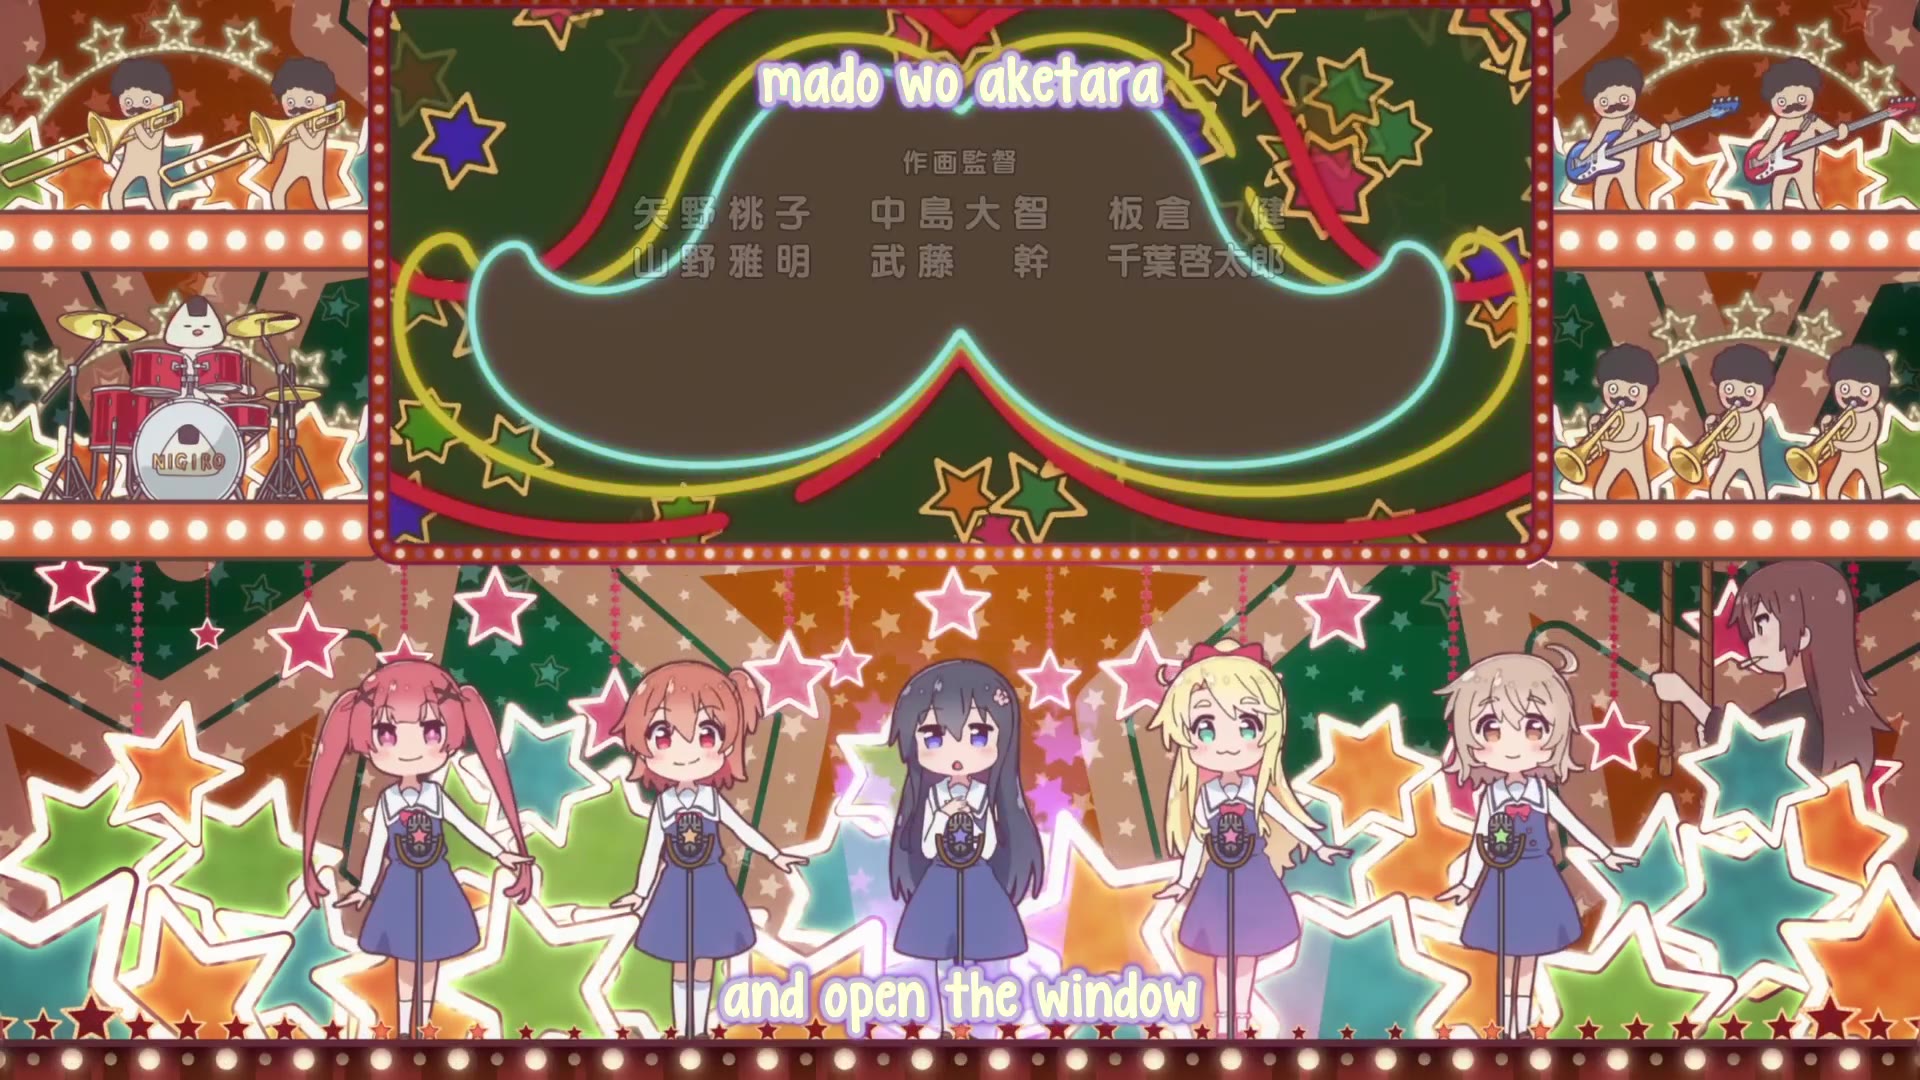 mado wo aketara
作画監督
矢野桃子 中島大智 板倉 健
山野雅明 武藤 幹 千葉啓太郎
NIGIRO
and open the window